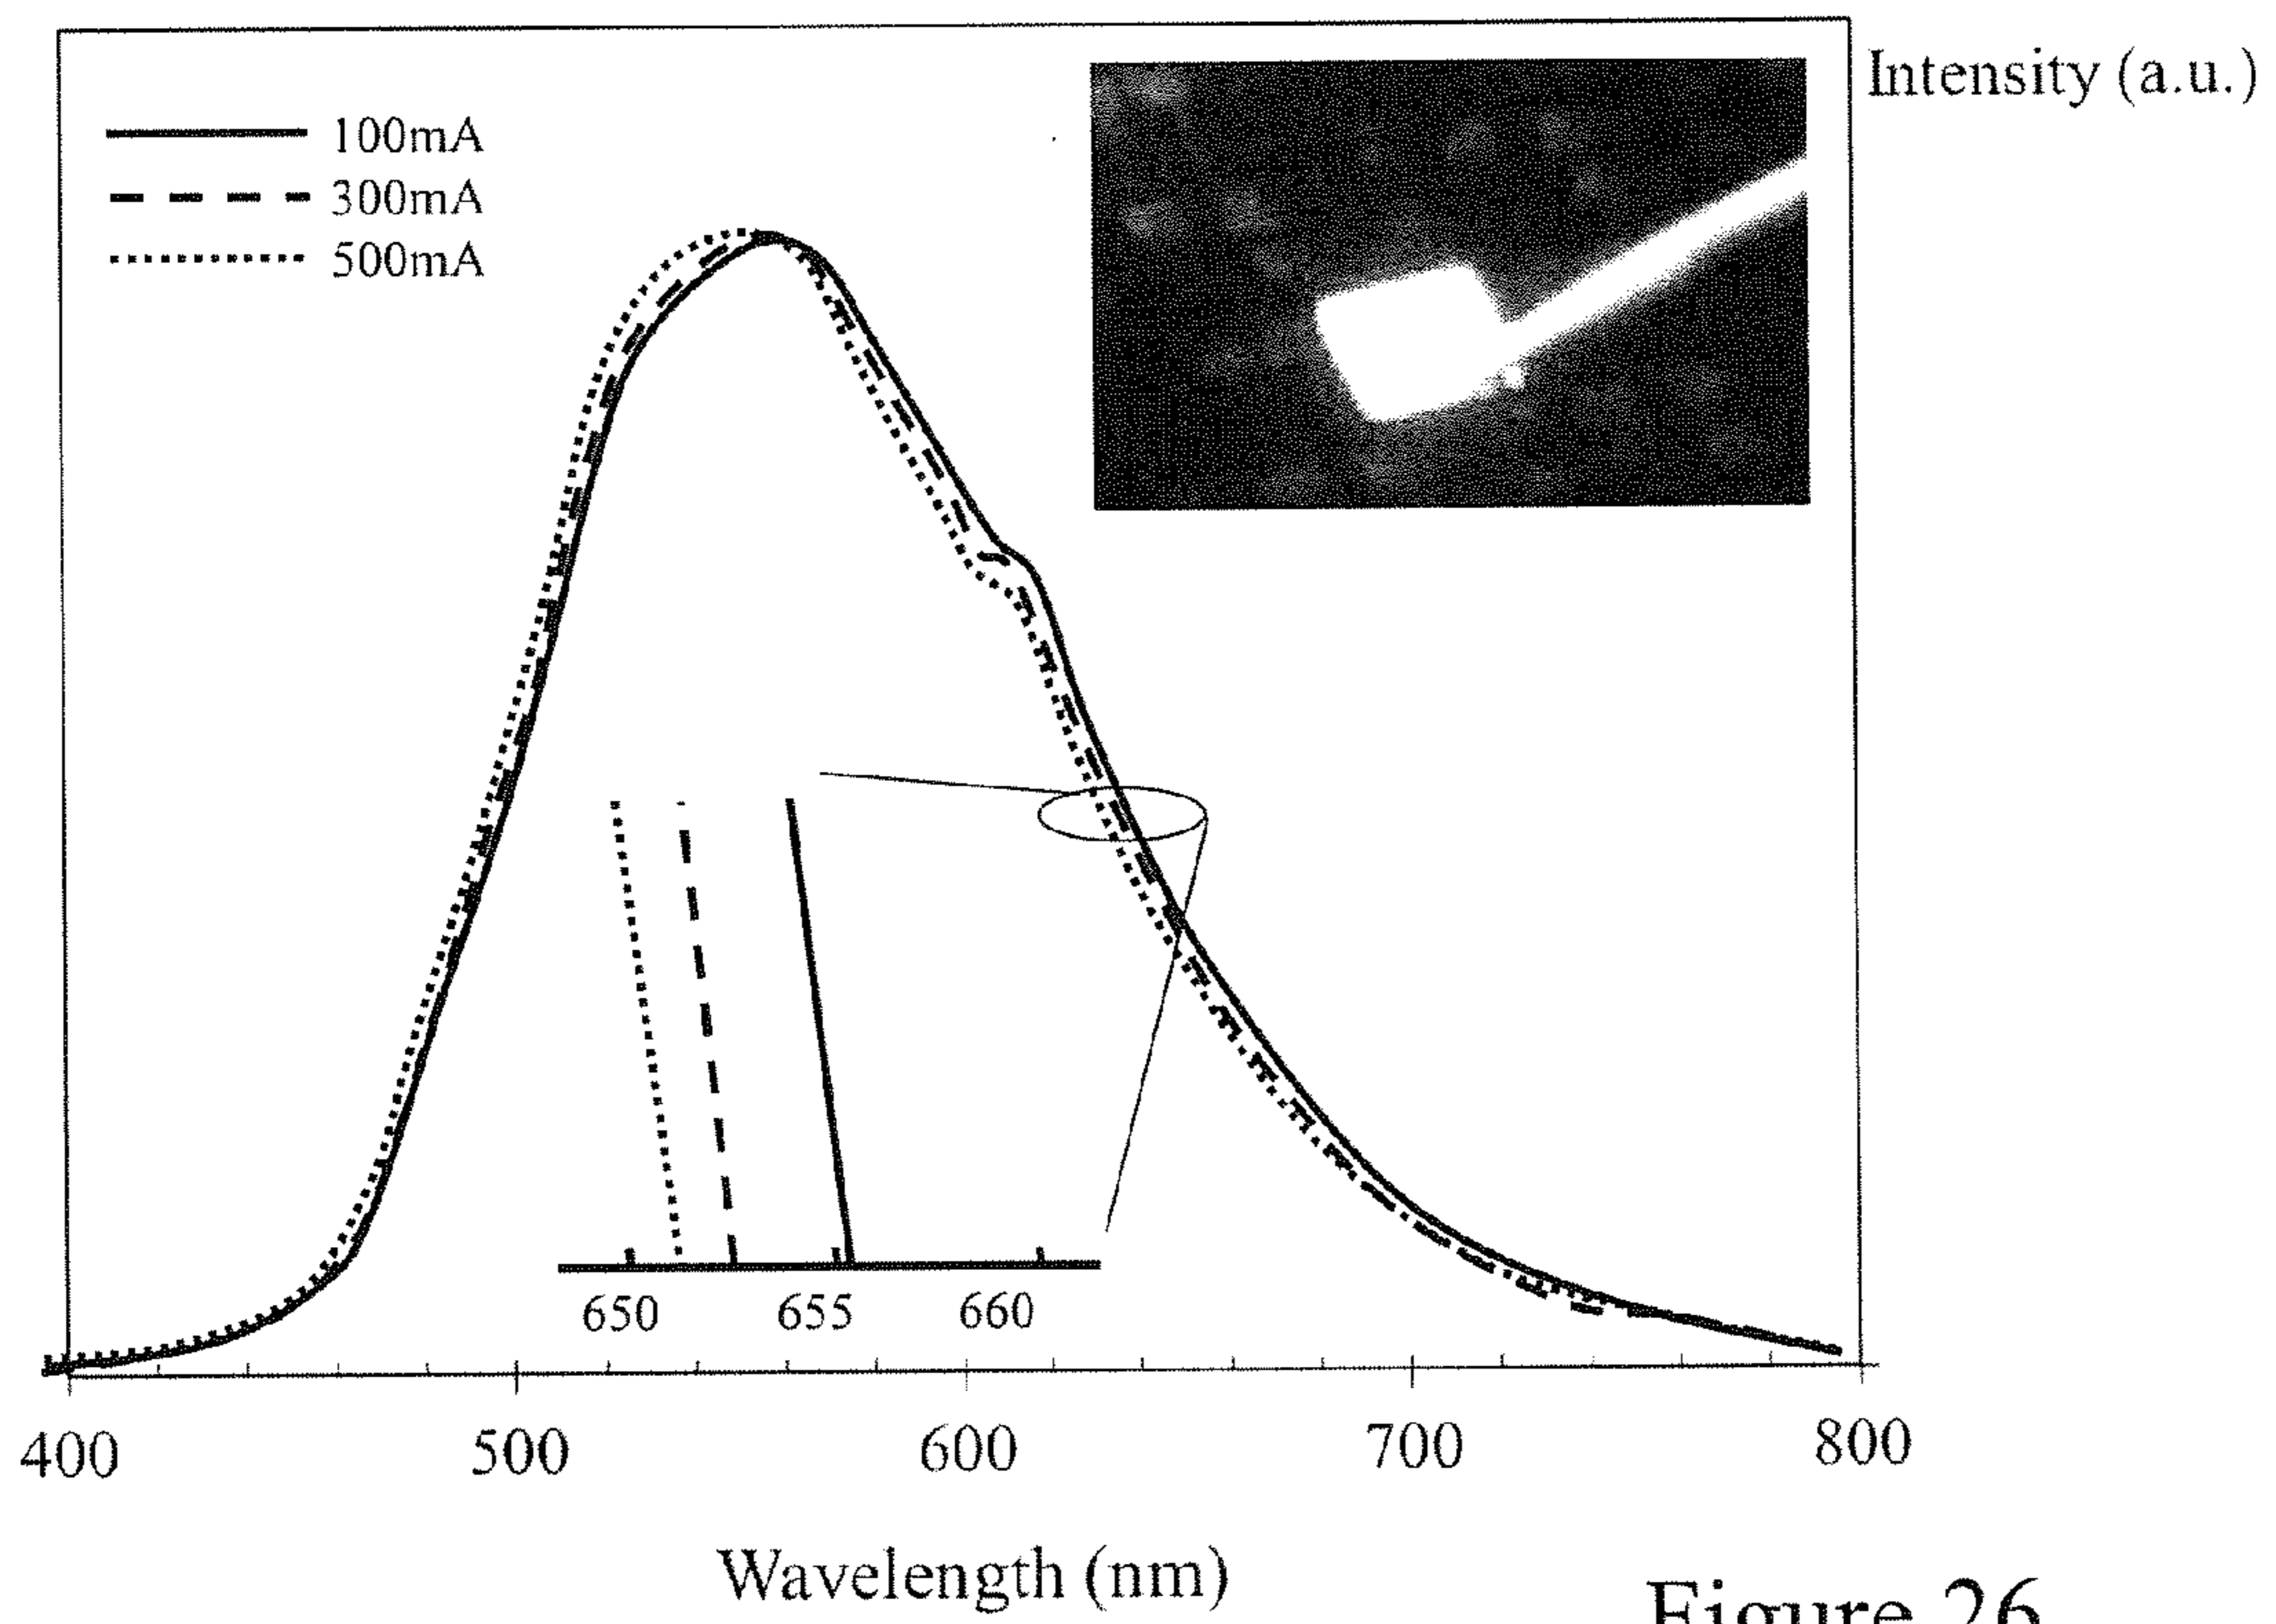 Intensity (a.u.)
100mA
300mA
500mA
650 655 660
400 500 600 700 800
Wavelength (nm)
Figure 26